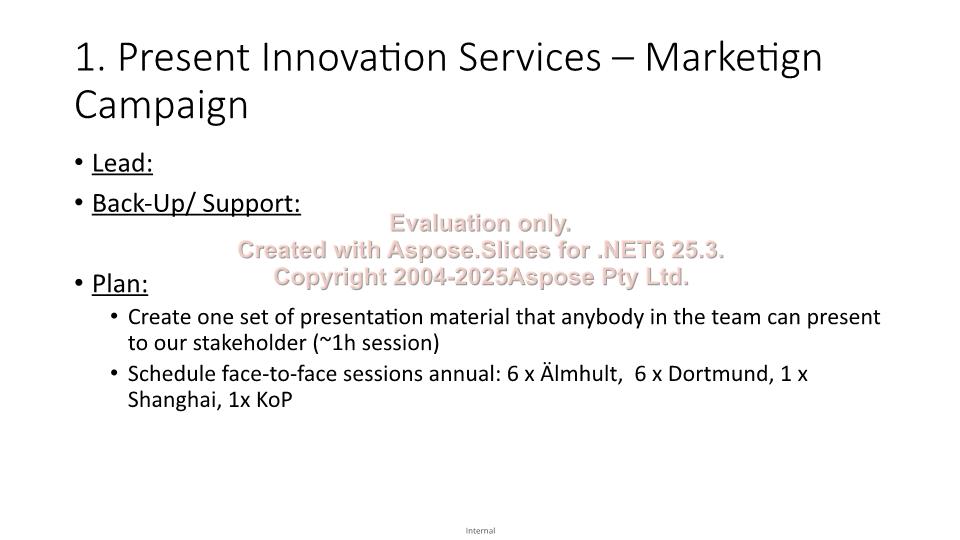 1. Present Innovation Services – Marketign
Campaign
• Lead:
• Back-Up/ Support:
Evaluation only.
Created with Aspose.Slides for .NET6 25.3.
Copyright 2004-2025Aspose Pty Ltd.
• Plan:
• Create one set of presentation material that anybody in the team can present
to our stakeholder (~1h session)
• Schedule face-to-face sessions annual: 6 x Älmhult,  6 x Dortmund, 1 x
Shanghai, 1x KoP
Internal